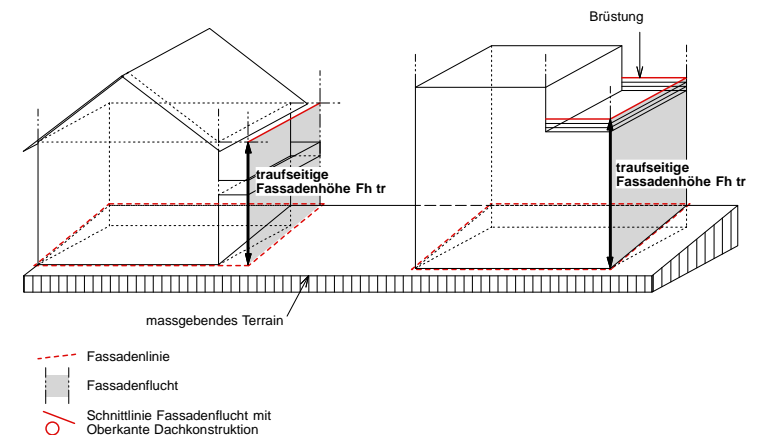 Brüstung
traufseitige
Fassadenhöhe Fh tr
traufseitige
Fassadenhöhe Fh tr
massgebendes Terrain
Fassadenlinie
Fassadenflucht
Schnittlinie Fassadenflucht mit
Oberkante Dachkonstruktion